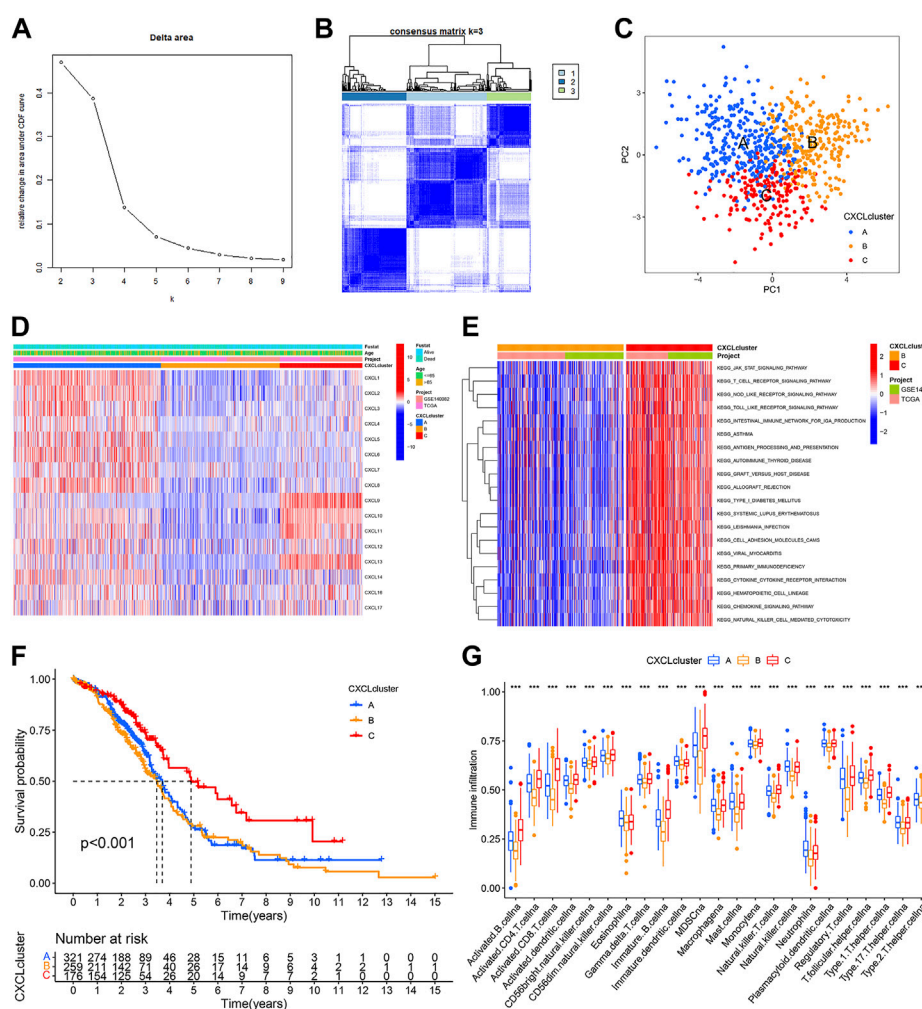 A
Delta area
relative change in area under CDF curve
0.4
0.3
0.2
0.1
0.0
2 3 4 5 6 7 8 9
k
B
consensus matrix k=3
1
2
3
C
PC2
3
0
-3
-4 0 4
PC1
A
B
C
CXCLcluster
A
B
C
D
Fustat
Age
Project
CXCLcluster
CXCL1
CXCL2
CXCL3
CXCL4
CXCL5
CXCL6
CXCL7
CXCL8
CXCL9
CXCL10
CXCL11
CXCL12
CXCL13
CXCL14
CXCL16
CXCL17
10
5
0
-5
-10
Fustat
Alive
Dead
Age
<=65
>65
Project
TCGA
CXCLcluster
A
B
C
E
CXCLcluster
Project
KEGG_JAK_STAT_SIGNALING_PATHWAY
KEGG_T_CELL_RECEPTOR_SIGNALING_PATHWAY
KEGG_NOD_LIKE_RECEPTOR_SIGNALING_PATHWAY
KEGG_TOLL_LIKE_RECEPTOR_SIGNALING_PATHWAY
KEGG_INTESTINAL_IMMUNE_NETWORK_FOR_IGA_PRODUCTION
KEGG_ASTHMA
KEGG_ANTIGEN_PROCESSING_AND_PRESENTATION
KEGG_AUTOIMMUNE_THYROID_DISEASE
KEGG_GRAFT_VERSUS_HOST_DISEASE
KEGG_ALLOGRAFT_REJECTION
KEGG_TYPE_I_DIABETES_MELLITUS
KEGG_SYSTEMIC_LUPUS_ERYTHEMATOSUS
KEGG_LEISHMANIA_INFECTION
KEGG_CELL_ADHESION_MOLECULES_CAMS
KEGG_VIRAL_MYOCARDITIS
KEGG_PRIMARY_IMMUNODEFICIENCY
KEGG_CYTOKINE_CYTOKINE_RECEPTOR_INTERACTION
KEGG_HEMATOPOIETIC_CELL_LINEAGE
KEGG_CHEMOKINE_SIGNALING_PATHWAY
KEGG_NATURAL_KILLER_CELL_MEDIATED_CYTOTOXICITY
2
1
0
-1
-2
CXCLclust
B
C
Project
GSE14
TCGA
F
CXCLcluster
A
B
C
Survival probability
1.00
0.75
0.50
0.25
0.00
p<0.001
0 1 2 3 4 5 6 7 8 9 10 11 12 13 14 15
Time(years)
Number at risk
CXCLcluster
A 321 274 188 89 46 28 15 11 6 5 3 1 1 0 0
B 259 211 142 71 40 26 17 14 9 6 4 2 1 1
C 176 154 125 54 26 20 14 9 7 2 1 0 0 0 0
0 1 2 3 4 5 6 7 8 9 10 11 12 13 14 15
Time(years)
G
CXCLcluster A B C
*** *** *** *** *** *** *** *** *** *** *** *** *** *** *** *** *** *** *** *** *** *** ***
Immune infiltration
1.00
0.75
0.50
0.25
0.00
Activated.B.cellna
Activated.CD4.T.cellna
Activated.CD8.T.cellna
Activated.dendritic.cellna
CD56bright.natural.killer.cellna
CD56dim.natural.killer.cellna
Eosinophilna
Gamma.delta.T.cellna
Immature..B.cellna
Immature.dendritic.cellna
MDSCna
Macrophagena
Mast.cellna
Monocytena
Natural.killer.T.cellna
Natural.killer.cellna
Neutrophilna
Plasmacytoid.dendritic.cellna
Regulatory.T.cellna
T.follicular.helper.cellna
Type.1.T.helper.cellna
Type.17.T.helper.cellna
Type.2.T.helper.cellna